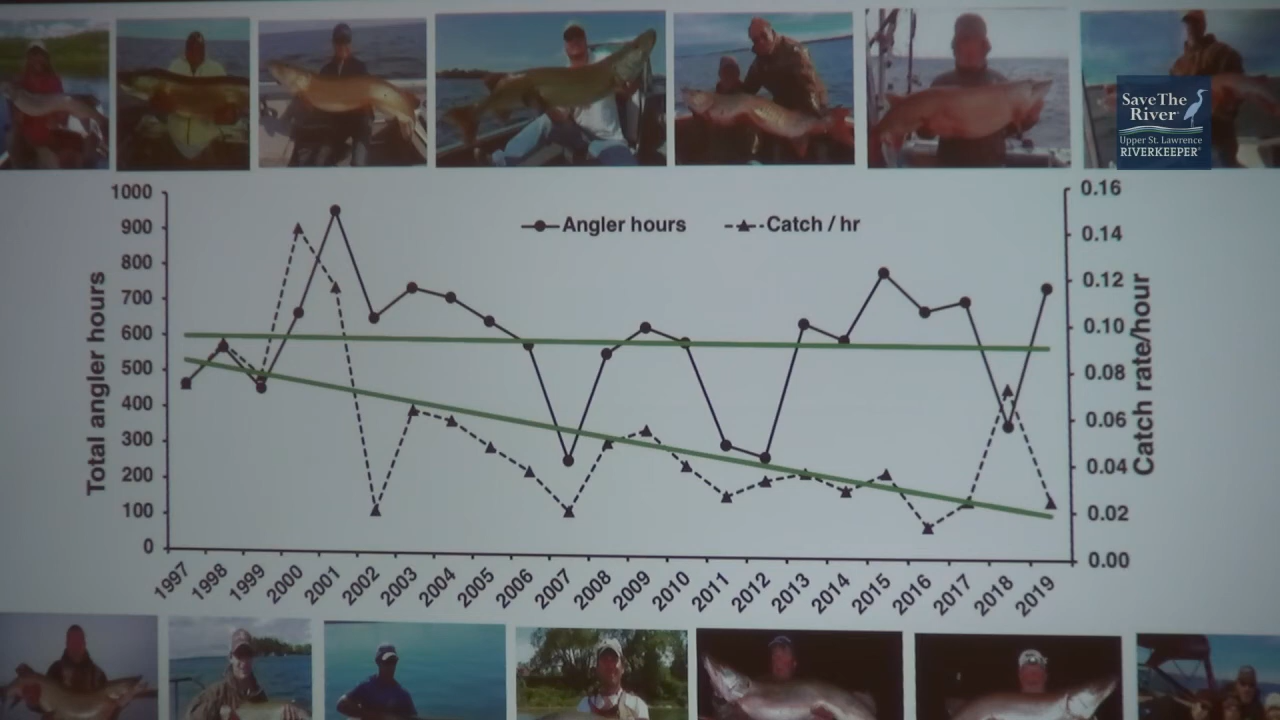 Save The
River
Upper St. Lawrence
RIVERKEEPER®
Angler hours
Catch / hr
Total angler hours
1000
900
800
700
600
500
400
300
200
100
0
0.16
0.14
0.12
0.10
0.08
0.06
0.04
0.02
0.00
Catch rate/hour
1997 1998 1999 2000 2001 2002 2003 2004 2005 2006 2007 2008 2009 2010 2011 2012 2013 2014 2015 2016 2017 2018 2019